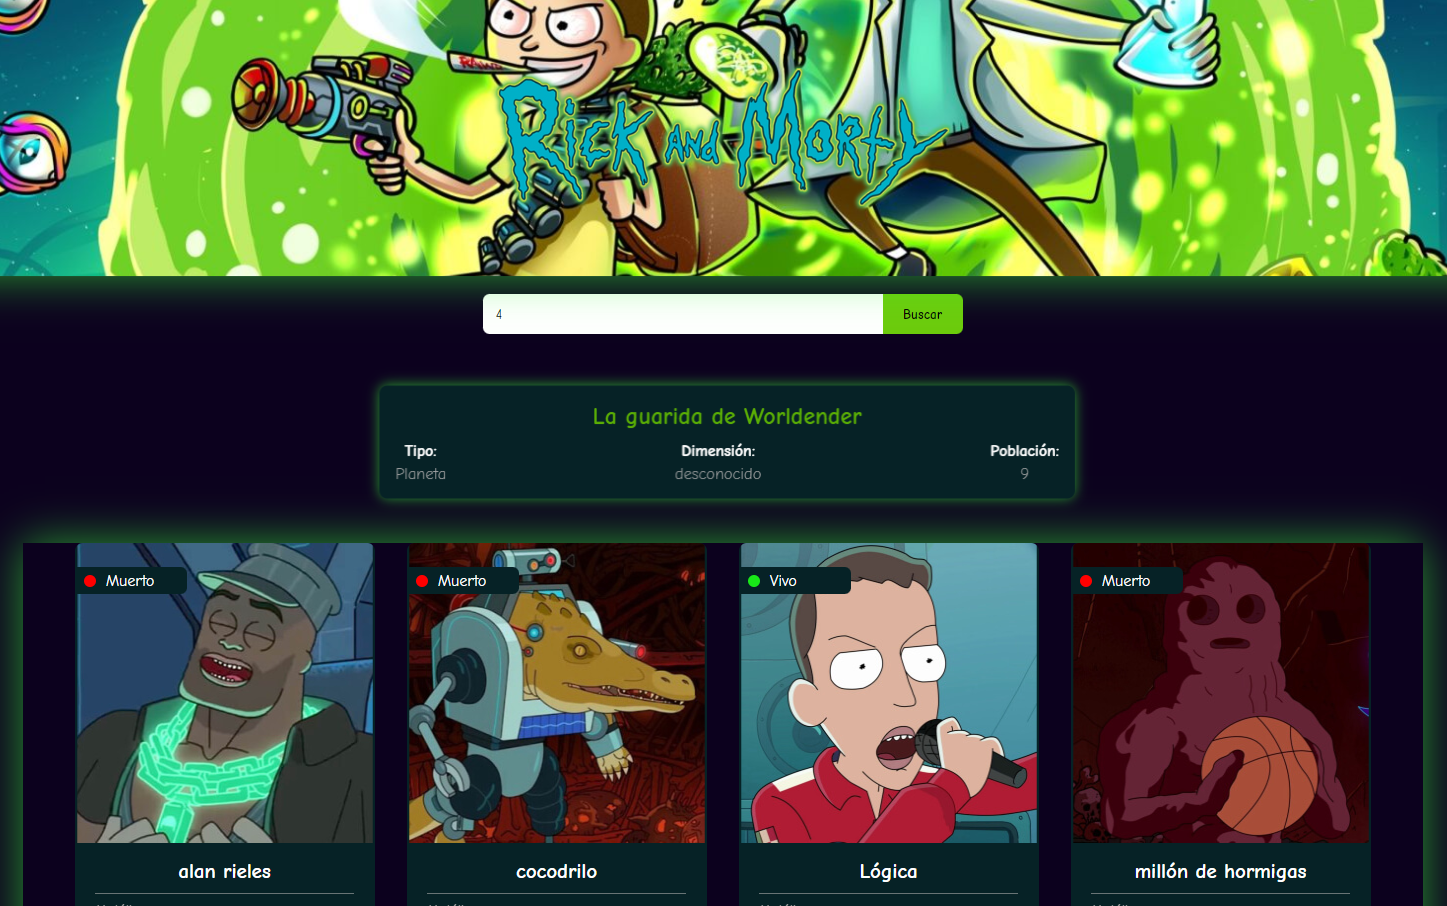 RAWS
Rick and Morty
4
Buscar
La guarida de Worldender
Tipo:
Dimensión:
Población:
Planeta
desconocido
9
Muerto
Muerto
Vivo
Muerto
alan rieles
cocodrilo
Lógica
millón de hormigas